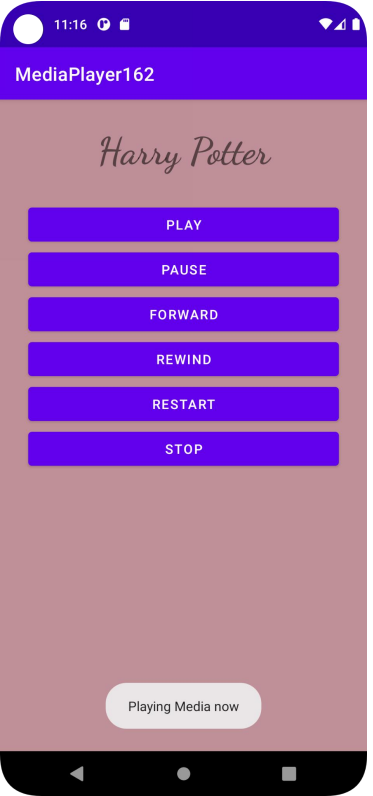 11:16
MediaPlayer162
Harry Potter
PLAY
PAUSE
FORWARD
REWIND
RESTART
STOP
Playing Media now